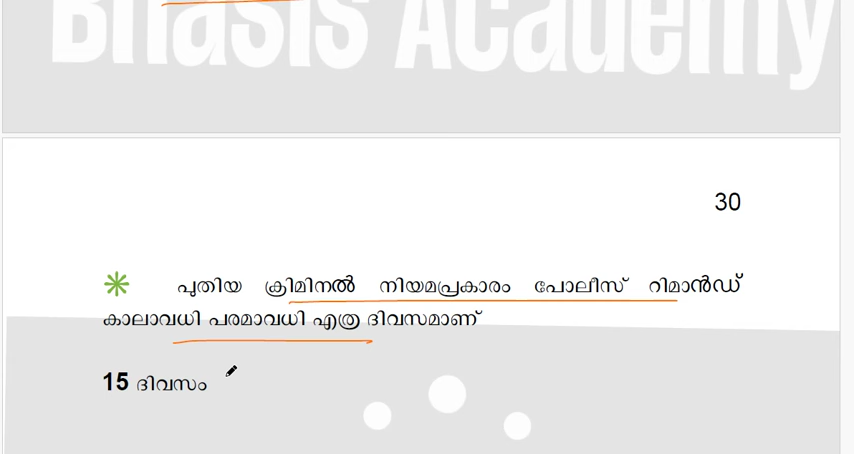 Bhasis Academy
30
✳ പുതിയ ക്രിമിനൽ നിയമപ്രകാരം പോലീസ് റിമാൻഡ്
കാലാവധി പരമാവധി എത്ര ദിവസമാണ്
15 ദിവസം